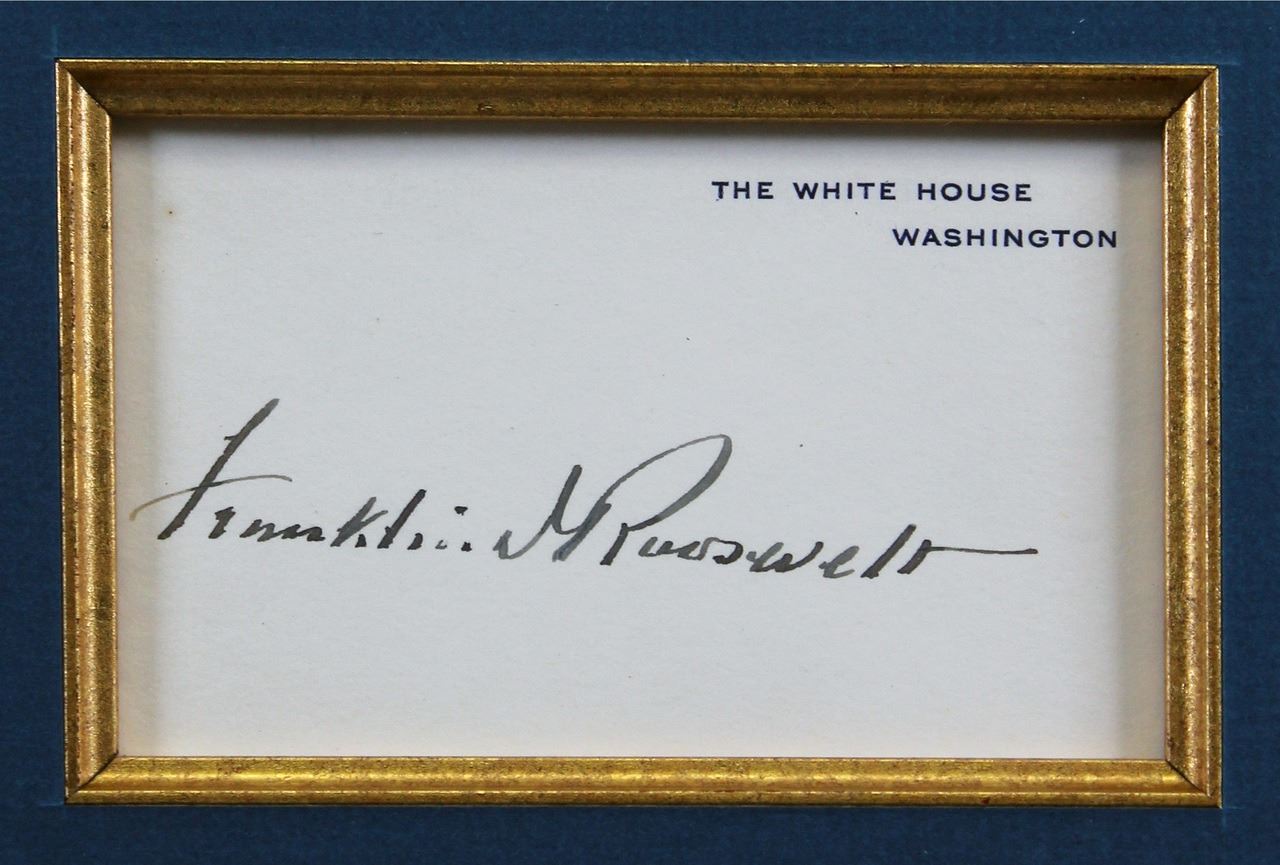 THE WHITE HOUSE
WASHINGTON
Franklin D Roosevelt